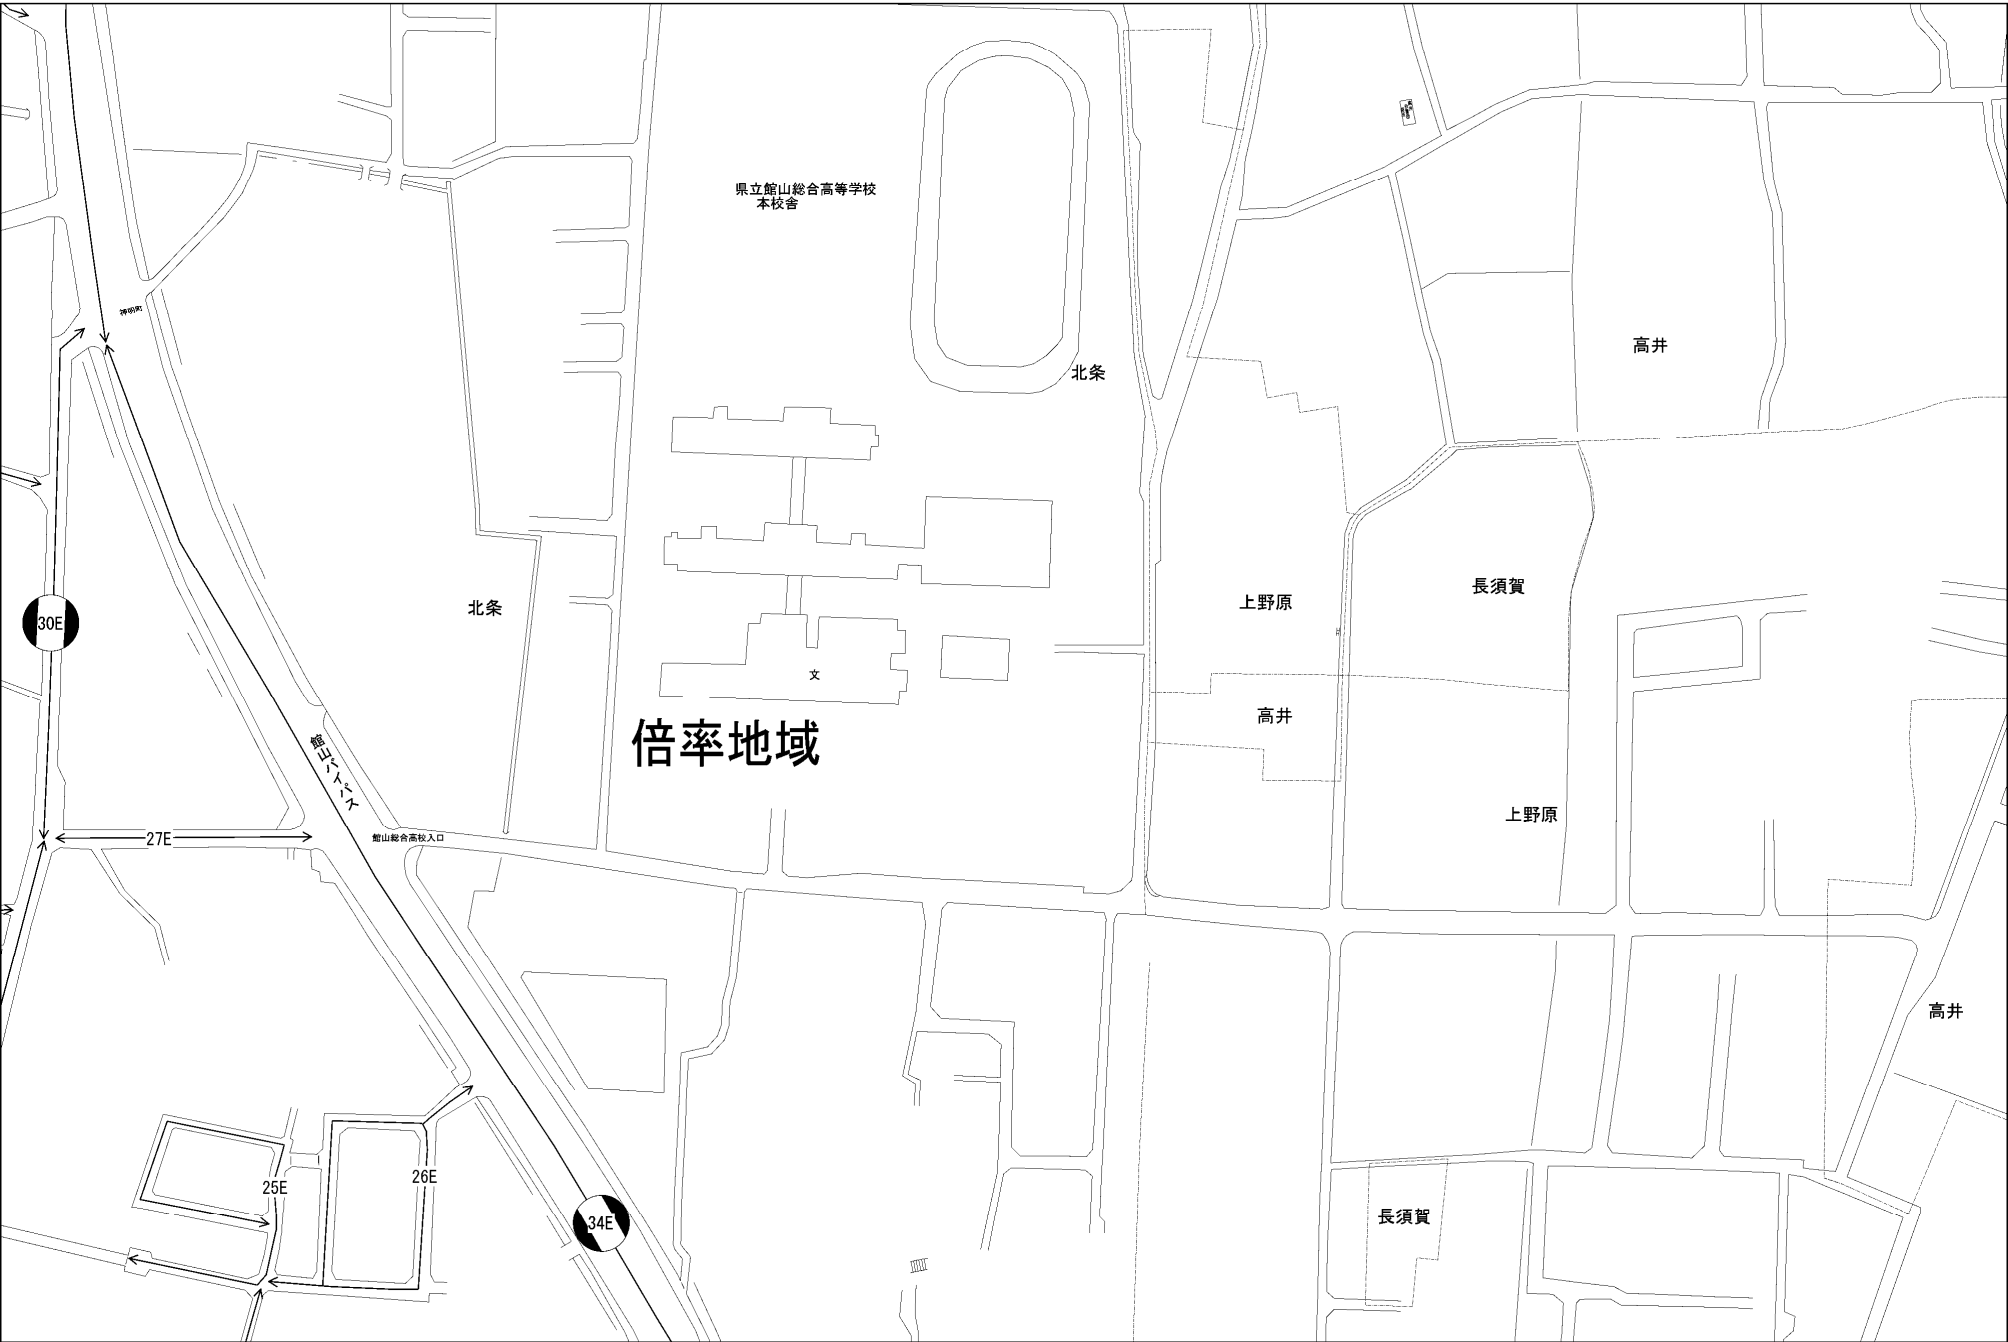 県立館山総合高等学校
本校舎
神明町
高井
北条
長須賀
上野原
北条
30E
文
高井
倍率地域
館山バイパス
上野原
27E
館山総合高校入口
高井
26E
25E
長須賀
34E